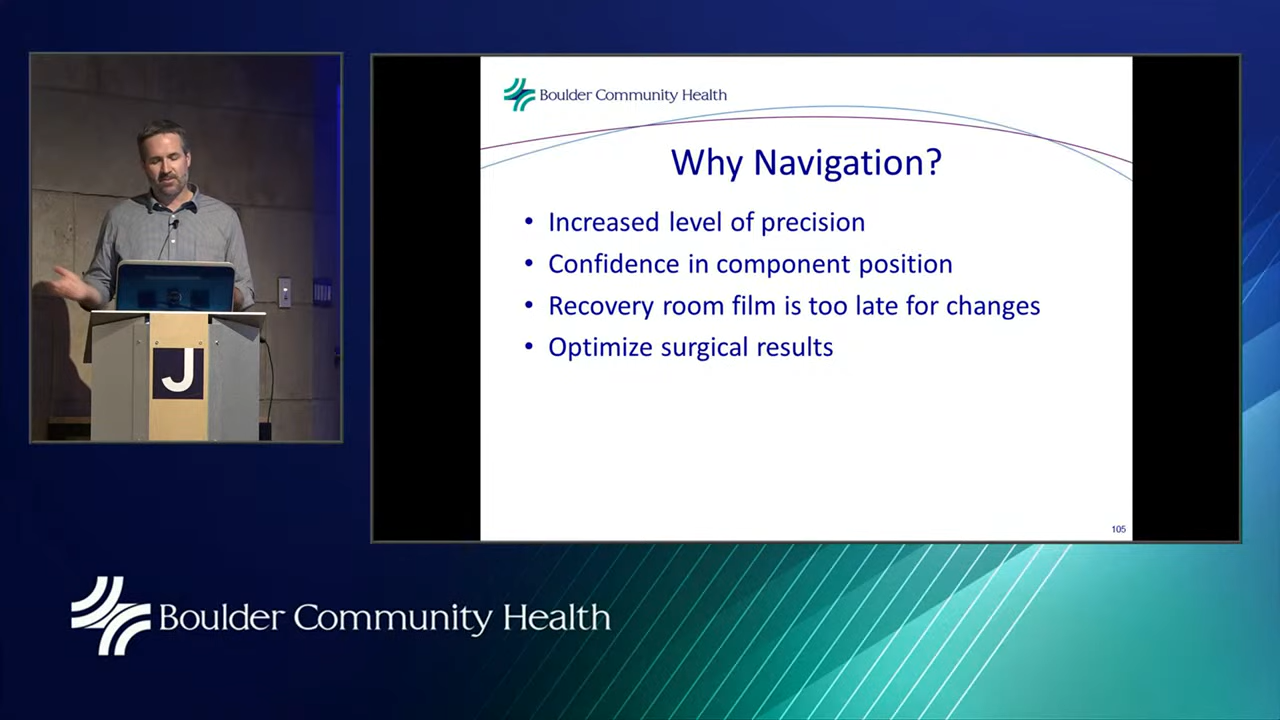 Boulder Community Health
Why Navigation?
• Increased level of precision
• Confidence in component position
• Recovery room film is too late for changes
• Optimize surgical results
105
J
Boulder Community Health